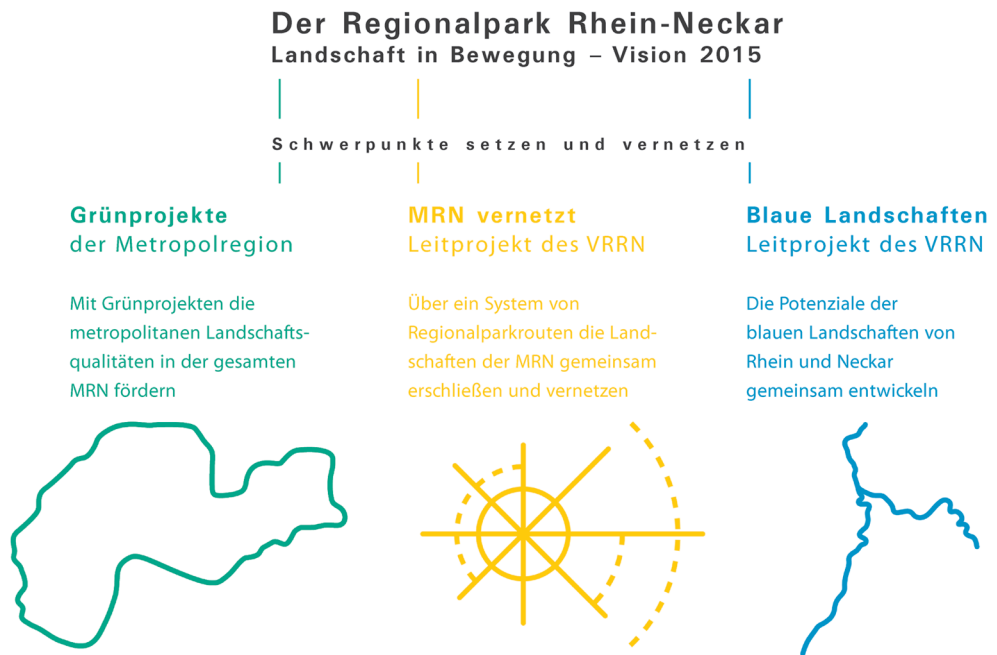 Der Regionalpark Rhein-Neckar
Landschaft in Bewegung – Vision 2015
Schwerpunkte setzen und vernetzen
Grünprojekte
der Metropolregion
Mit Grünprojekten die
metropolitanen Landschafts-
qualitäten in der gesamten
MRN fördern
MRN vernetzt
Leitprojekt des VRRN
Über ein System von
Regionalparkrouten die Land-
schaften der MRN gemeinsam
erschließen und vernetzen
Blaue Landschaften
Leitprojekt des VRRN
Die Potenziale der
blauen Landschaften von
Rhein und Neckar
gemeinsam entwickeln